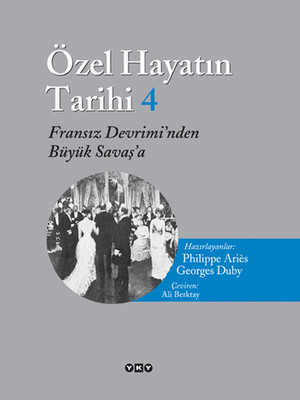 Özel Hayatın
Tarihi 4
Fransız Devrimi'nden
Büyük Savaş'a
Hazırlayanlar:
Philippe Ariès
Georges Duby
Çeviren:
Ali Berktay
YKY